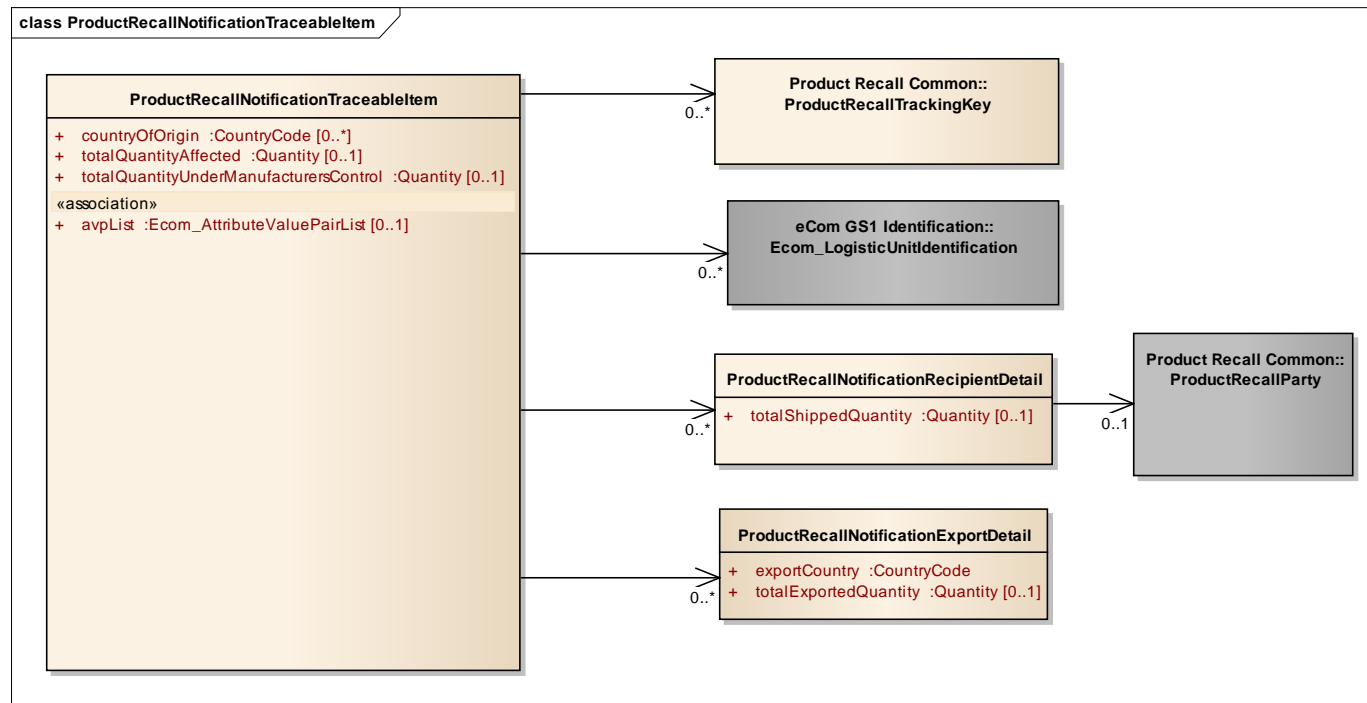 class ProductRecallNotificationTraceableItem
ProductRecallNotificationTraceableItem
+ countryOfOrigin :CountryCode [0..*]
+ totalQuantityAffected :Quantity [0..1]
+ totalQuantityUnderManufacturersControl :Quantity [0..1]
«association»
+ avpList :Ecom_AttributeValuePairList [0..1]
0..*
Product Recall Common::
ProductRecallTrackingKey
0..*
eCom GS1 Identification::
Ecom_LogisticUnitIdentification
0..*
ProductRecallNotificationRecipientDetail
+ totalShippedQuantity :Quantity [0..1]
0..1
Product Recall Common::
ProductRecallParty
0..*
ProductRecallNotificationExportDetail
+ exportCountry :CountryCode
+ totalExportedQuantity :Quantity [0..1]